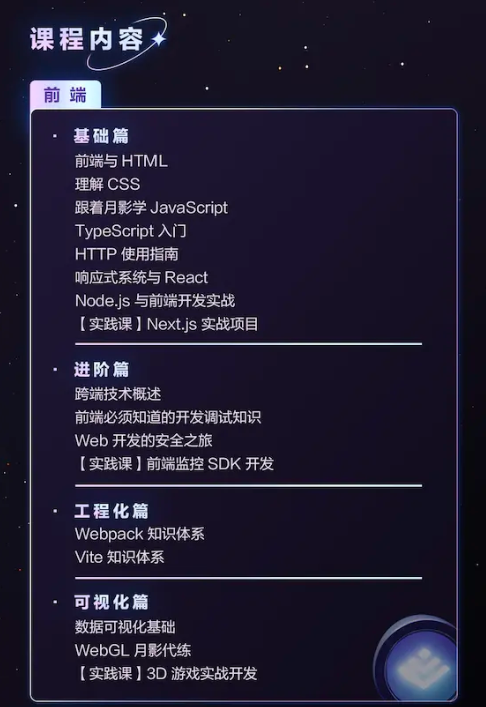 课程内容
前端
· 基础篇
前端与 HTML
理解 CSS
跟着月影学 JavaScript
TypeScript 入门
HTTP 使用指南
响应式系统与 React
Node.js 与前端开发实战
【实践课】Next.js 实战项目
· 进阶篇
跨端技术概述
前端必须知道的开发调试知识
Web 开发的安全之旅
【实践课】前端监控 SDK 开发
· 工程化篇
Webpack 知识体系
Vite 知识体系
· 可视化篇
数据可视化基础
WebGL 月影代练
【实践课】3D 游戏实战开发